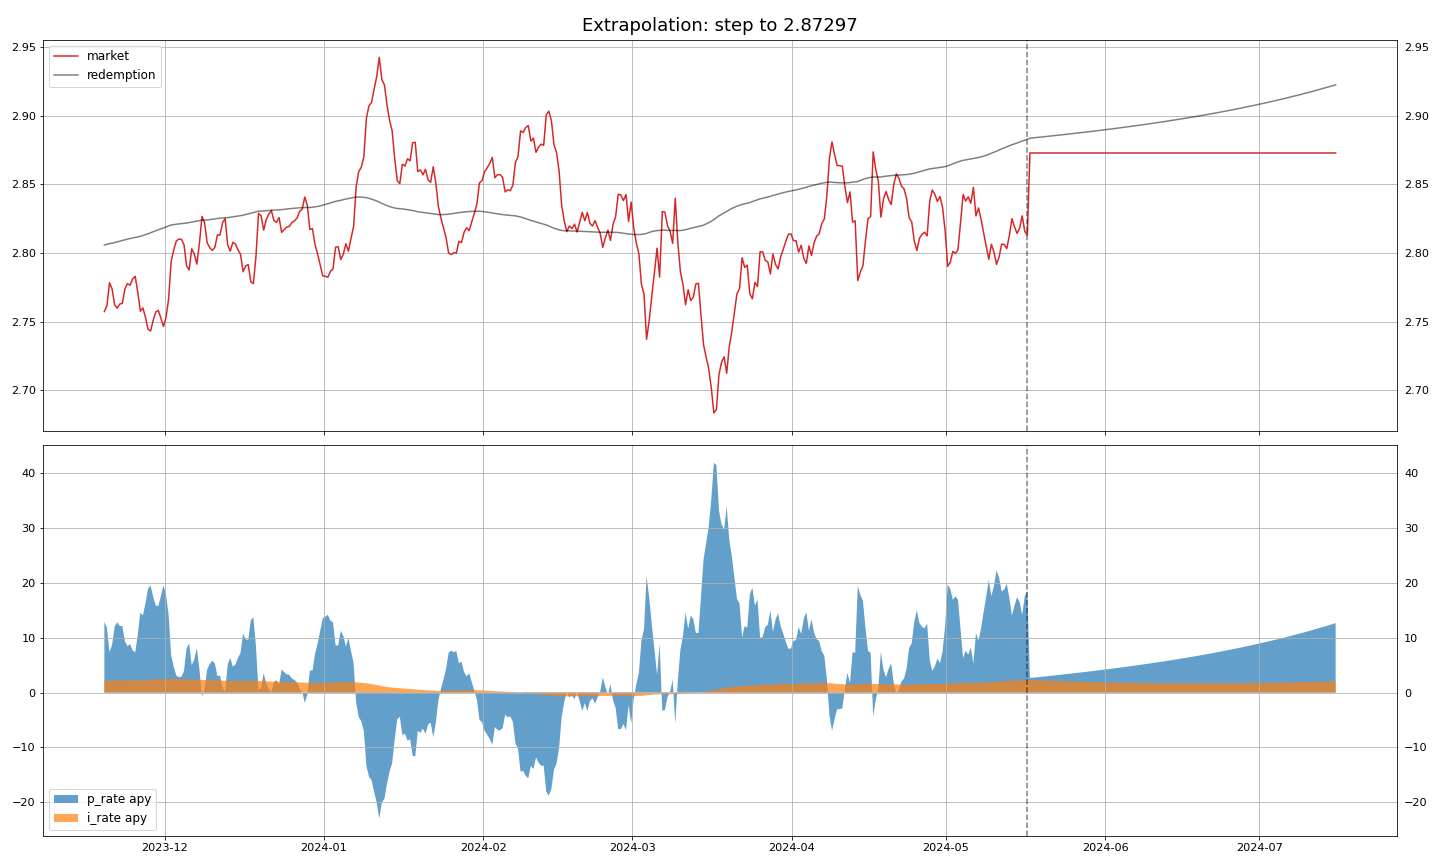 Extrapolation: step to 2.87297
market
redemption
2.95 2.95
2.90 2.90
2.85 2.85
2.80 2.80
2.75 2.75
2.70 2.70
40 40
30 30
20 20
10 10
0 0
−10 −10
−20 −20
p_rate apy
i_rate apy
2023-12 2024-01 2024-02 2024-03 2024-04 2024-05 2024-06 2024-07